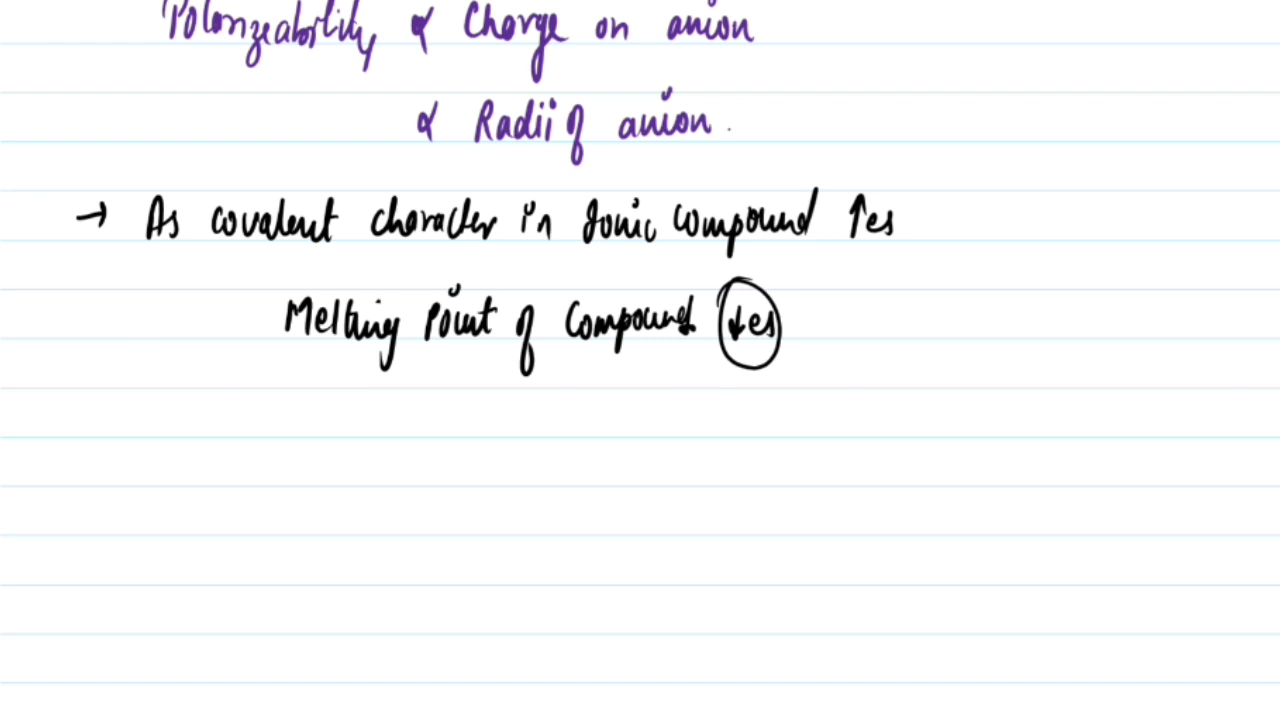 Polarizeability ∝ Charge on anion
∝ Radii of anion.
→ As covalent character in Ionic compound ↑es
Melting Point of Compound ↓es